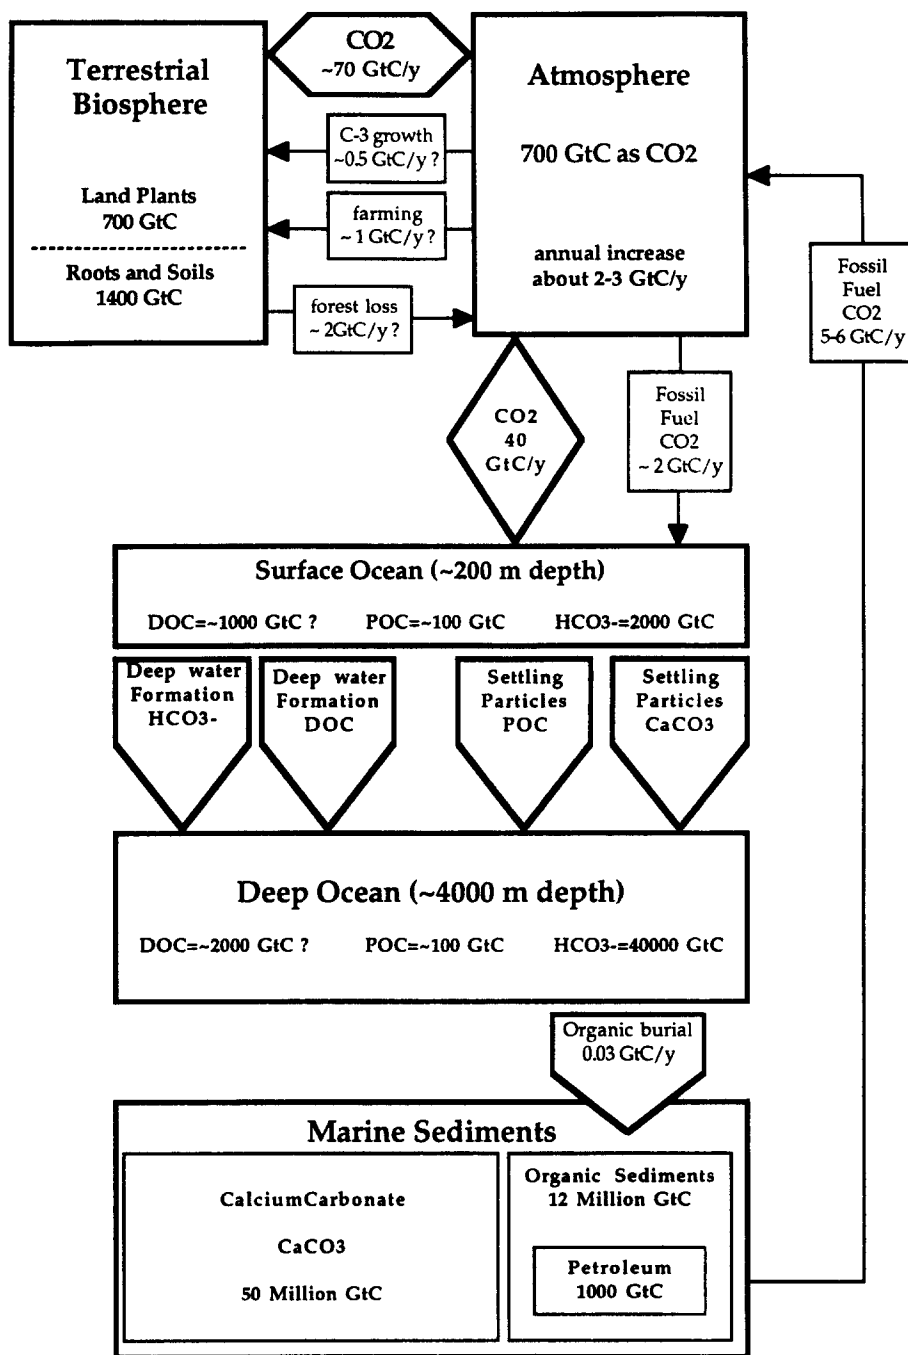 CO2
~70 GtC/y
Terrestrial
Biosphere
Land Plants
700 GtC
Roots and Soils
1400 GtC
Atmosphere
700 GtC as CO2
annual increase
about 2-3 GtC/y
C-3 growth
~0.5 GtC/y ?
farming
~ 1 GtC/y ?
forest loss
~ 2GtC/y ?
Fossil
Fuel
CO2
5-6 GtC/y
CO2
40
GtC/y
Fossil
Fuel
CO2
~ 2 GtC/y
Surface Ocean (~200 m depth)
DOC=~1000 GtC ? POC=~100 GtC HCO3-=2000 GtC
Deep water
Formation
HCO3-
Deep water
Formation
DOC
Settling
Particles
POC
Settling
Particles
CaCO3
Deep Ocean (~4000 m depth)
DOC=~2000 GtC ? POC=~100 GtC HCO3-=40000 GtC
Organic burial
0.03 GtC/y
Marine Sediments
CalciumCarbonate
CaCO3
50 Million GtC
Organic Sediments
12 Million GtC
Petroleum
1000 GtC